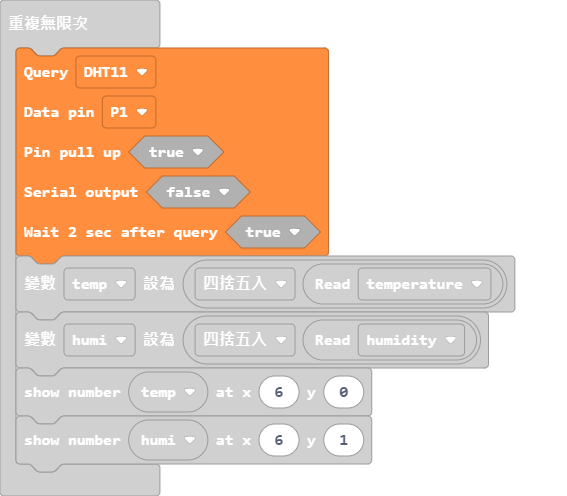 重複無限次
Query DHT11
Data pin P1
Pin pull up true
Serial output false
Wait 2 sec after query true
變數 temp 設為 四捨五入 Read temperature
變數 humi 設為 四捨五入 Read humidity
show number temp at x 6 y 0
show number humi at x 6 y 1